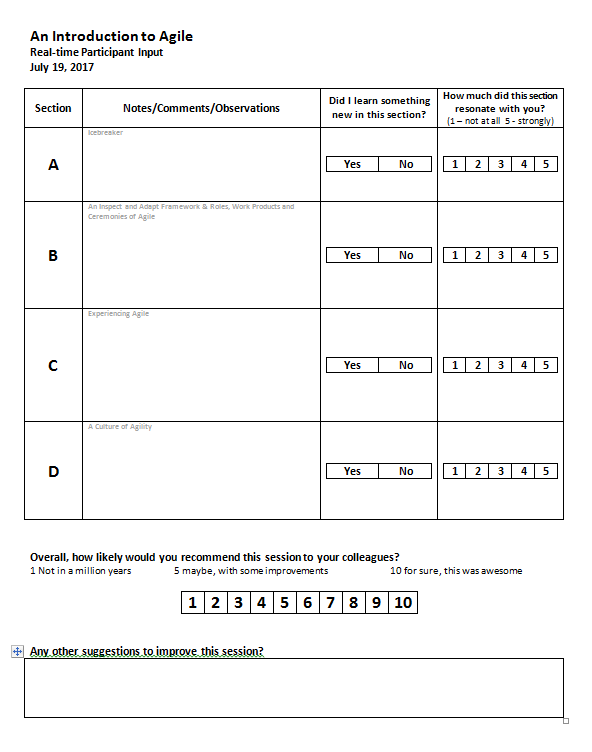 An Introduction to Agile
Real-time Participant Input
July 19, 2017
Section
Notes/Comments/Observations
Did I learn something
new in this section?
How much did this section
resonate with you?
(1 – not at all 5 - strongly)
A
Icebreaker
Yes No
1 2 3 4 5
B
An Inspect and Adapt Framework & Roles, Work Products and
Ceremonies of Agile
Yes No
1 2 3 4 5
C
Experiencing Agile
Yes No
1 2 3 4 5
D
A Culture of Agility
Yes No
1 2 3 4 5
Overall, how likely would you recommend this session to your colleagues?
1 Not in a million years 5 maybe, with some improvements 10 for sure, this was awesome
1 2 3 4 5 6 7 8 9 10
Any other suggestions to improve this session?